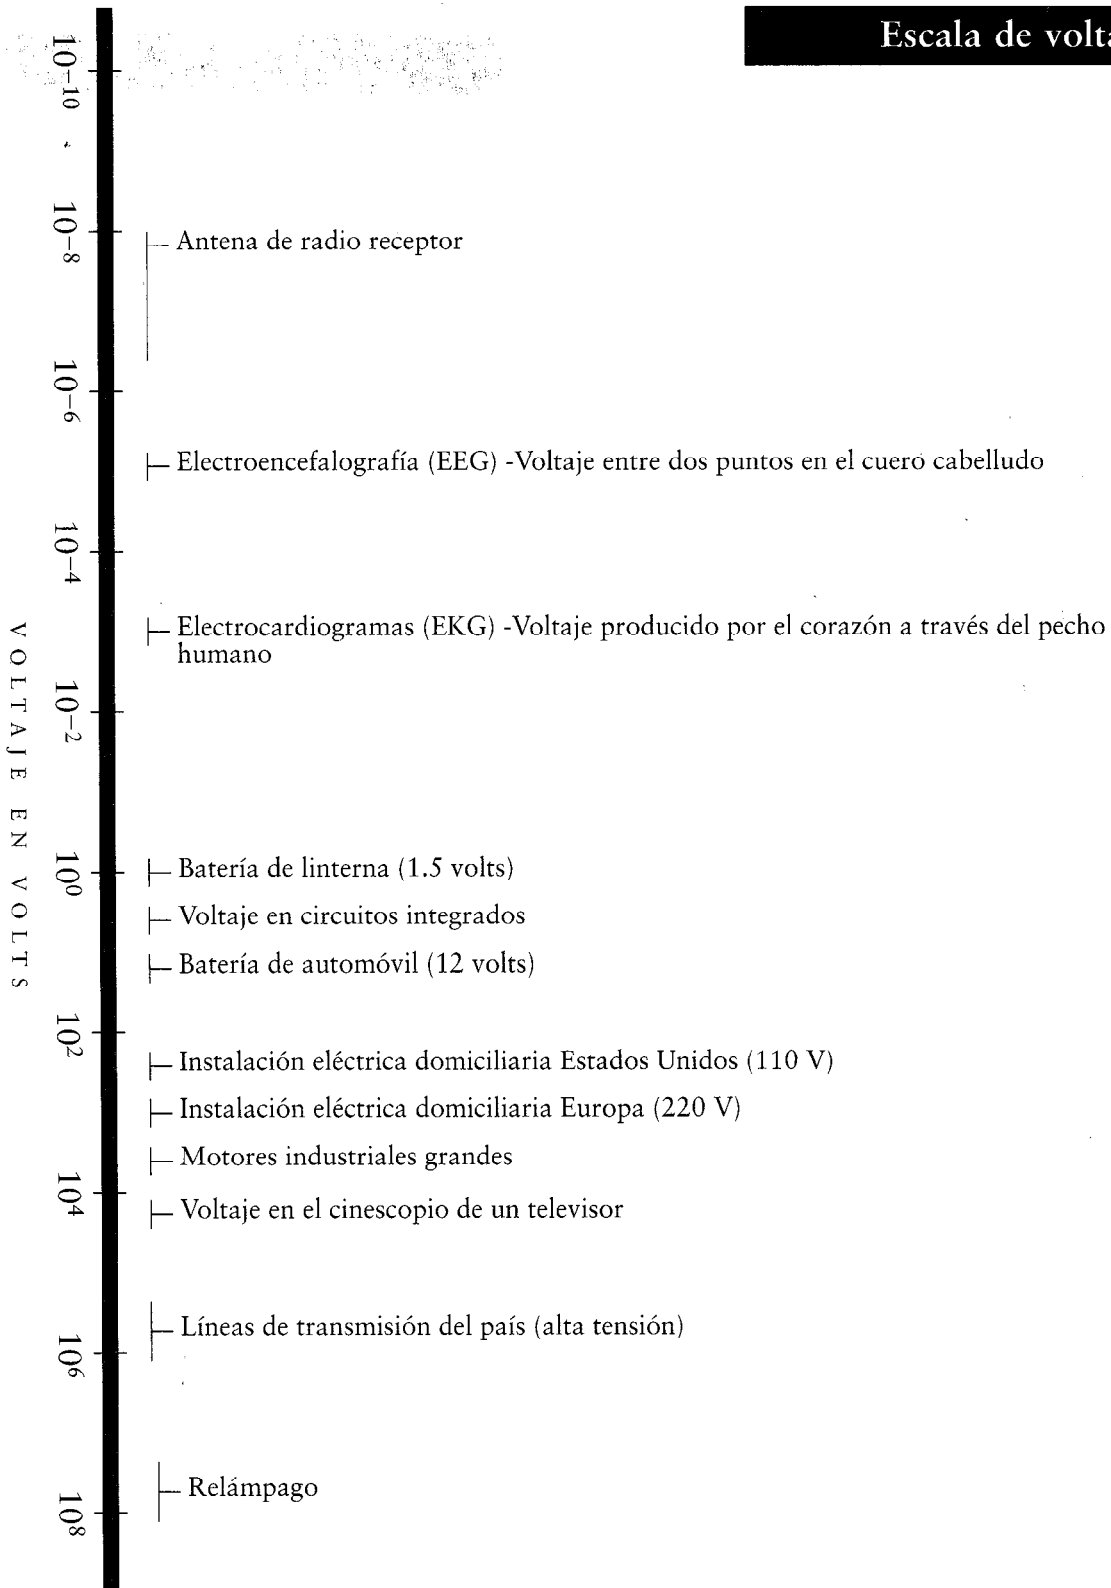 Escala de volta
10⁻¹⁰
10⁻⁸
Antena de radio receptor
10⁻⁶
Electroencefalografía (EEG) -Voltaje entre dos puntos en el cuero cabelludo
10⁻⁴
Electrocardiogramas (EKG) -Voltaje producido por el corazón a través del pecho
humano
10⁻²
VOLTAJE EN VOLTS
10⁰
Batería de linterna (1.5 volts)
Voltaje en circuitos integrados
Batería de automóvil (12 volts)
10²
Instalación eléctrica domiciliaria Estados Unidos (110 V)
Instalación eléctrica domiciliaria Europa (220 V)
Motores industriales grandes
10⁴
Voltaje en el cinescopio de un televisor
Líneas de transmisión del país (alta tensión)
10⁶
Relámpago
10⁸